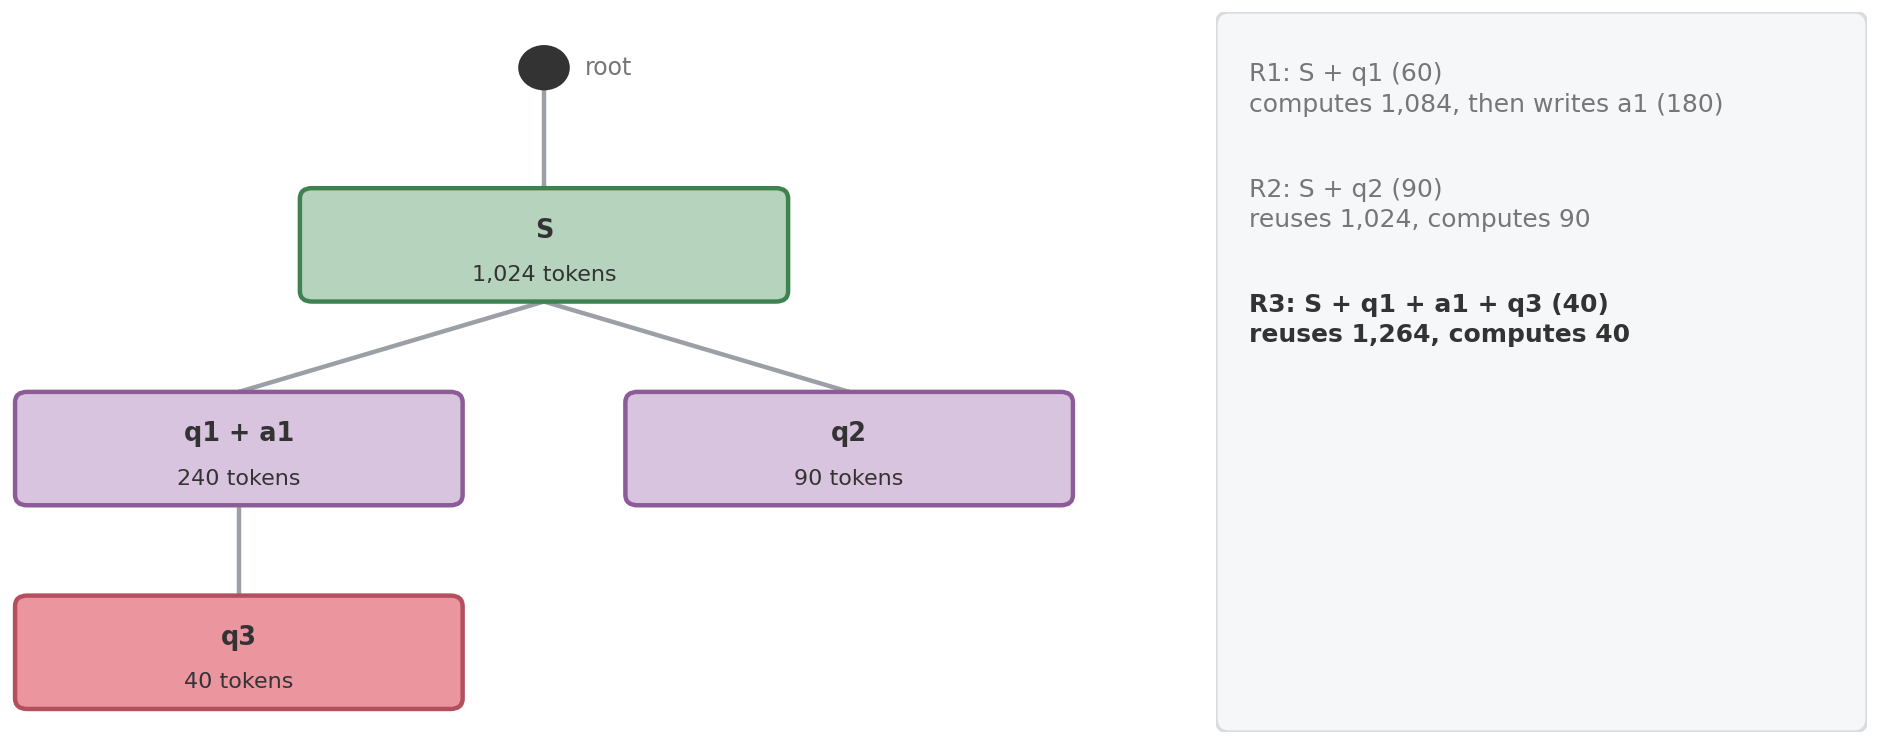 root
S
1,024 tokens
q1 + a1
240 tokens
q2
90 tokens
q3
40 tokens
R1: S + q1 (60)
computes 1,084, then writes a1 (180)
R2: S + q2 (90)
reuses 1,024, computes 90
R3: S + q1 + a1 + q3 (40)
reuses 1,264, computes 40